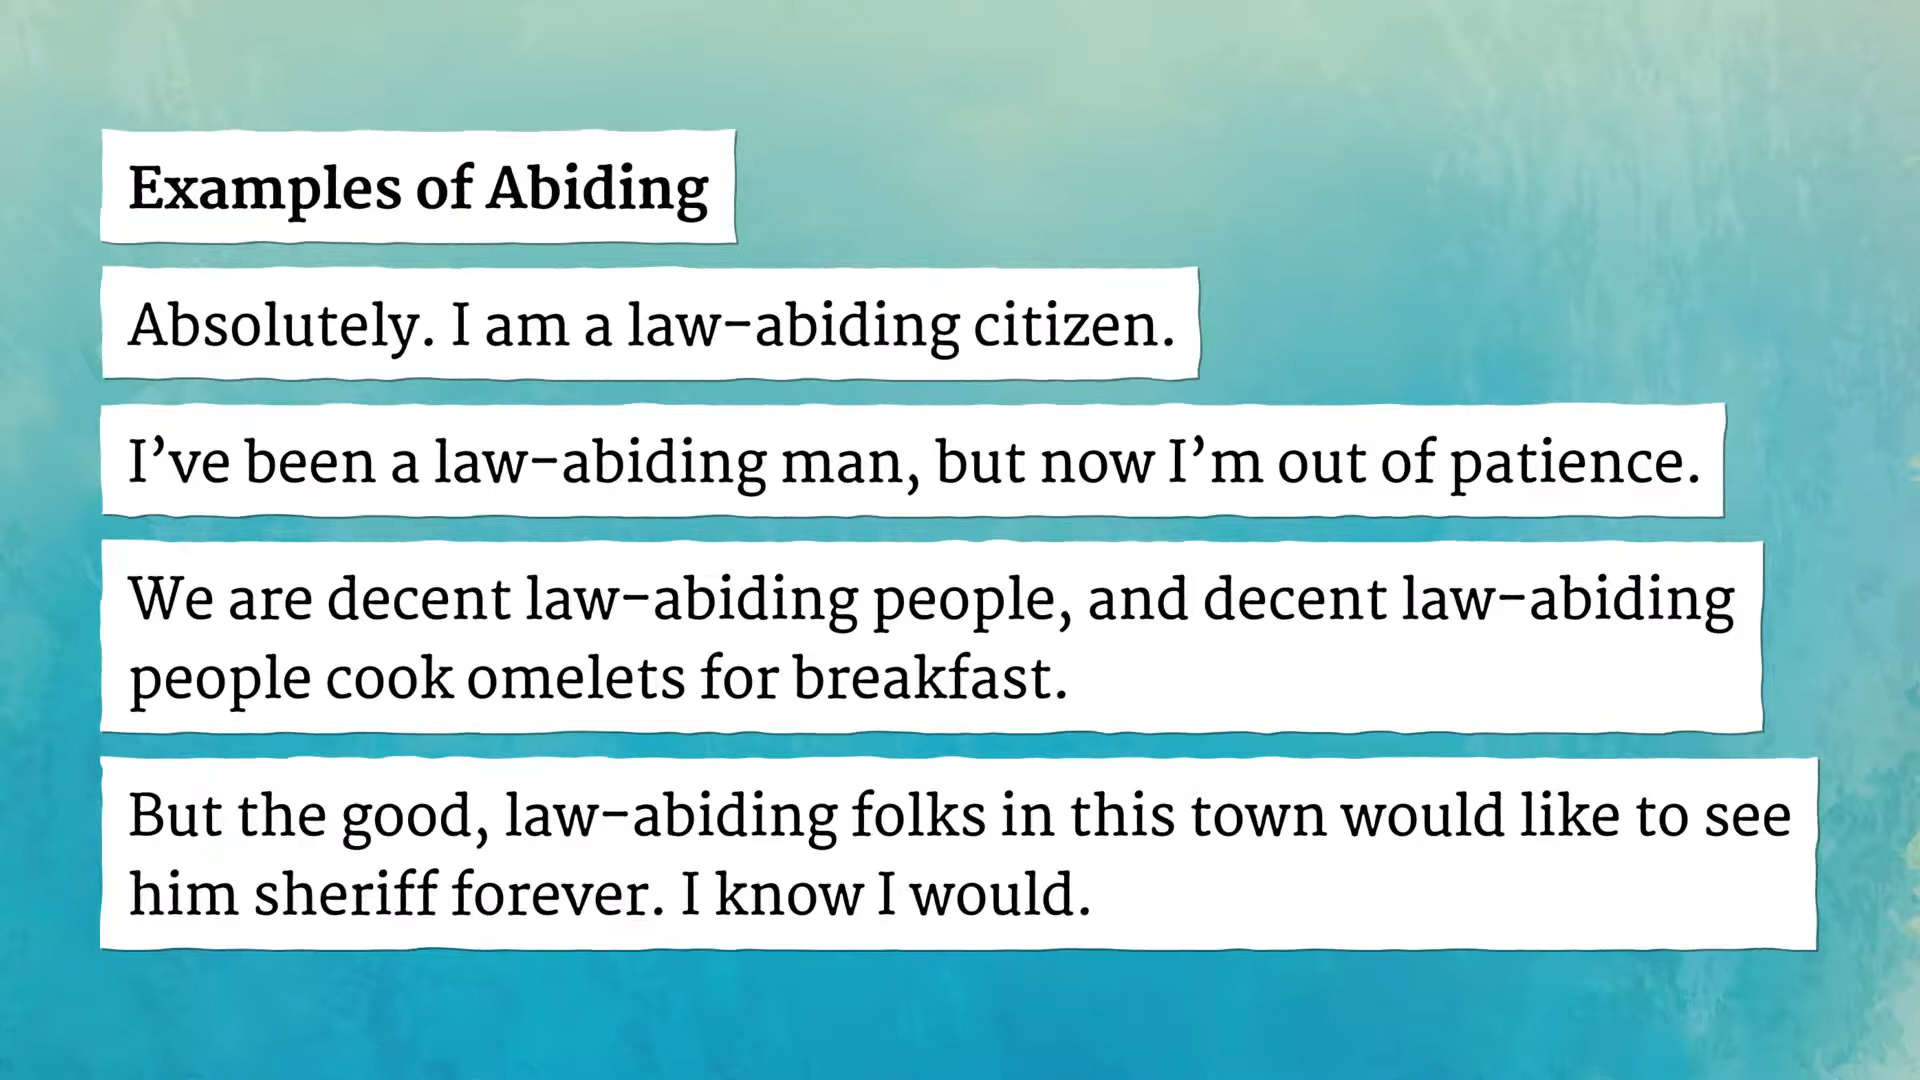 Examples of Abiding
Absolutely. I am a law-abiding citizen.
I’ve been a law-abiding man, but now I’m out of patience.
We are decent law-abiding people, and decent law-abiding
people cook omelets for breakfast.
But the good, law-abiding folks in this town would like to see
him sheriff forever. I know I would.